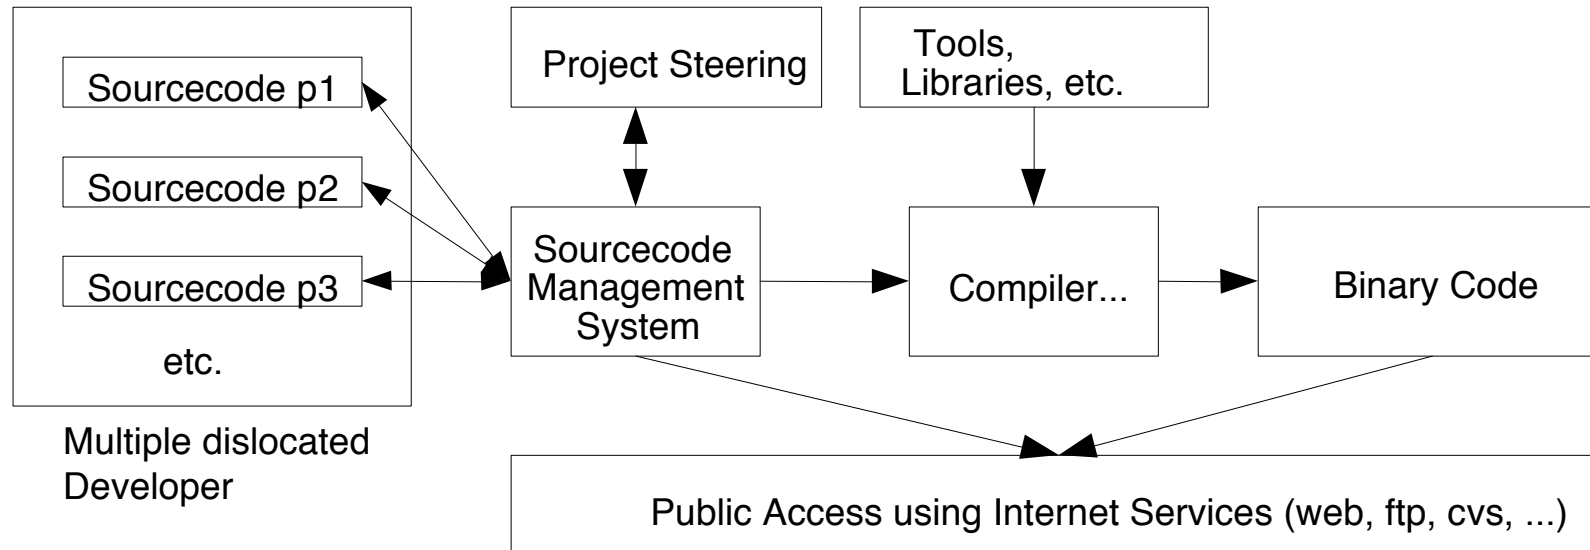 Sourcecode p1
Sourcecode p2
Sourcecode p3
etc.
Multiple dislocated
Developer
Project Steering
Tools,
Libraries, etc.
Sourcecode
Management
System
Compiler...
Binary Code
Public Access using Internet Services (web, ftp, cvs, ...)